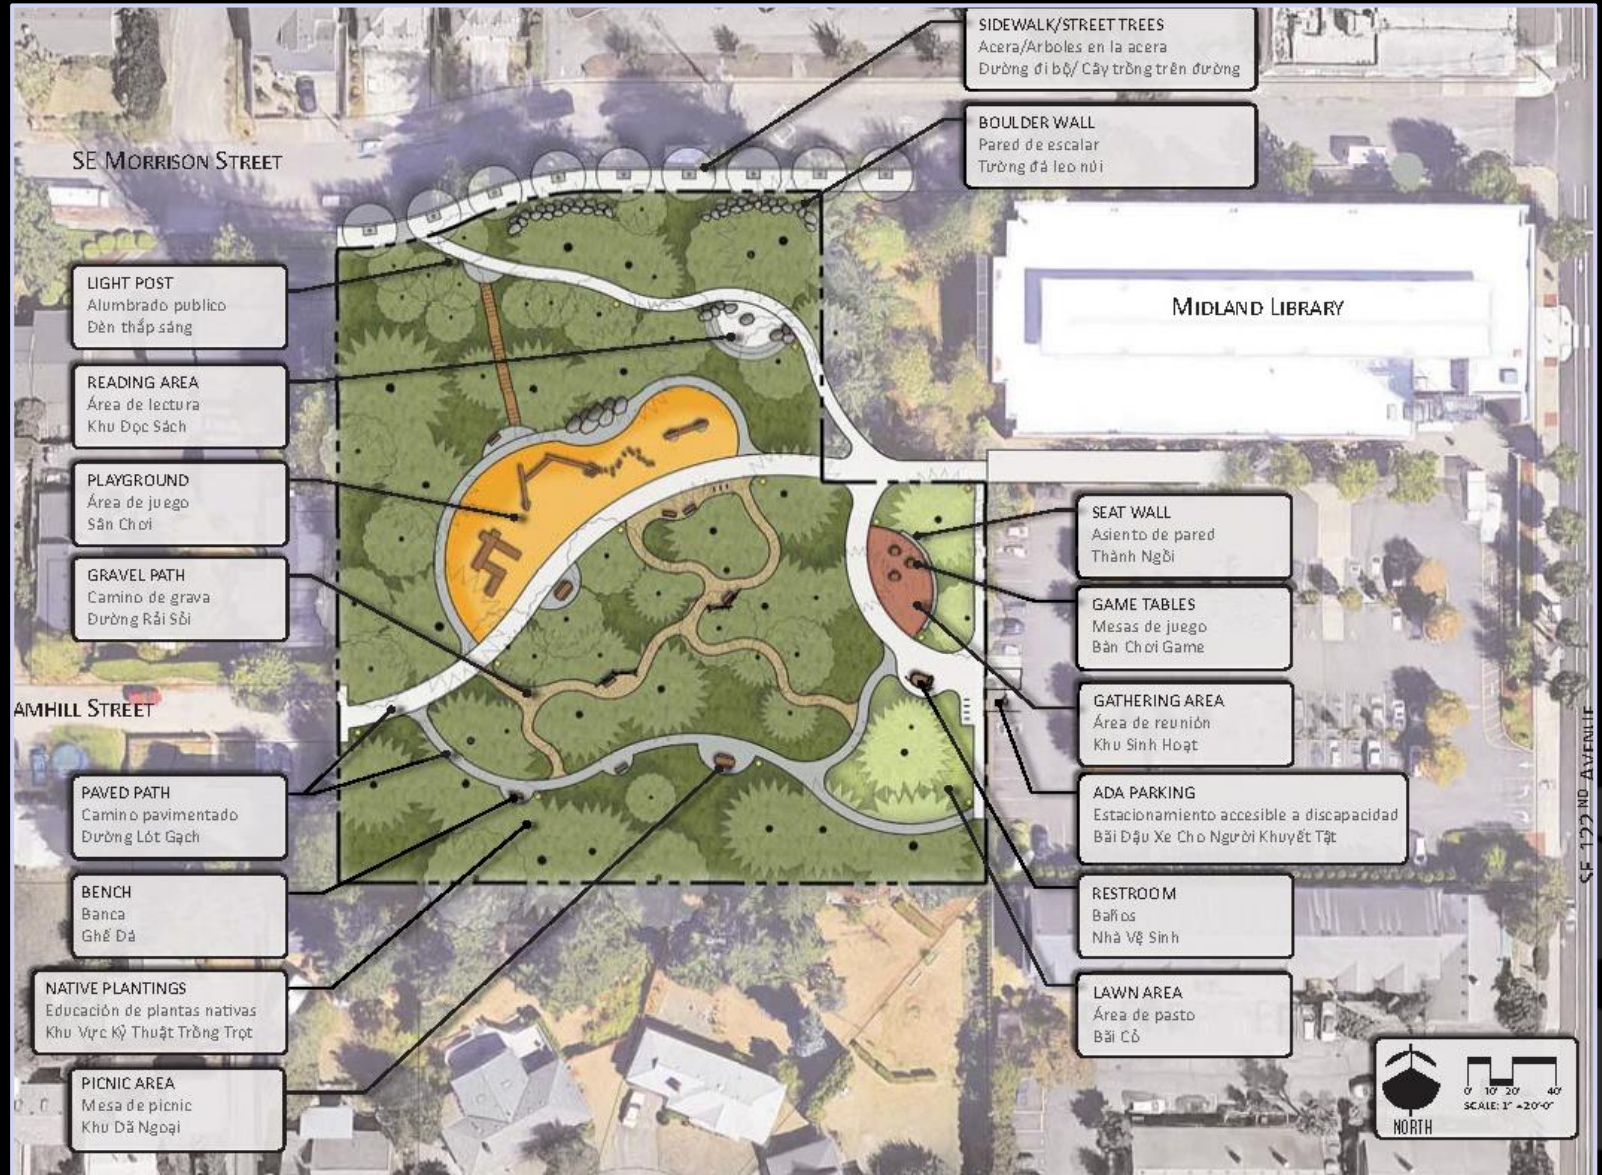 SIDEWALK/STREET TREES
Acera/Arboles en la acera
Đường đi bộ/ Cây trồng trên đường
BOULDER WALL
Pared de escalar
Tường đá leo núi
SE MORRISON STREET
MIDLAND LIBRARY
LIGHT POST
Alumbrado publico
Đèn thắp sáng
READING AREA
Área de lectura
Khu Đọc Sách
PLAYGROUND
Área de juego
Sân Chơi
GRAVEL PATH
Camino de grava
Đường Rải Sỏi
AMHILL STREET
PAVED PATH
Camino pavimentado
Đường Lót Gạch
BENCH
Banca
Ghế Đá
NATIVE PLANTINGS
Educación de plantas nativas
Khu Vực Kỹ Thuật Trồng Trọt
PICNIC AREA
Mesa de picnic
Khu Dã Ngoại
SEAT WALL
Asiento de pared
Thành Ngồi
GAME TABLES
Mesas de juego
Bàn Chơi Game
GATHERING AREA
Área de reunión
Khu Sinh Hoạt
ADA PARKING
Estacionamiento accesible a discapacidad
Bãi Đậu Xe Cho Người Khuyết Tật
RESTROOM
Baños
Nhà Vệ Sinh
LAWN AREA
Área de pasto
Bãi Cỏ
SE 122ND AVENUE
0' 10' 20' 40'
SCALE: 1" =20'-0"
NORTH